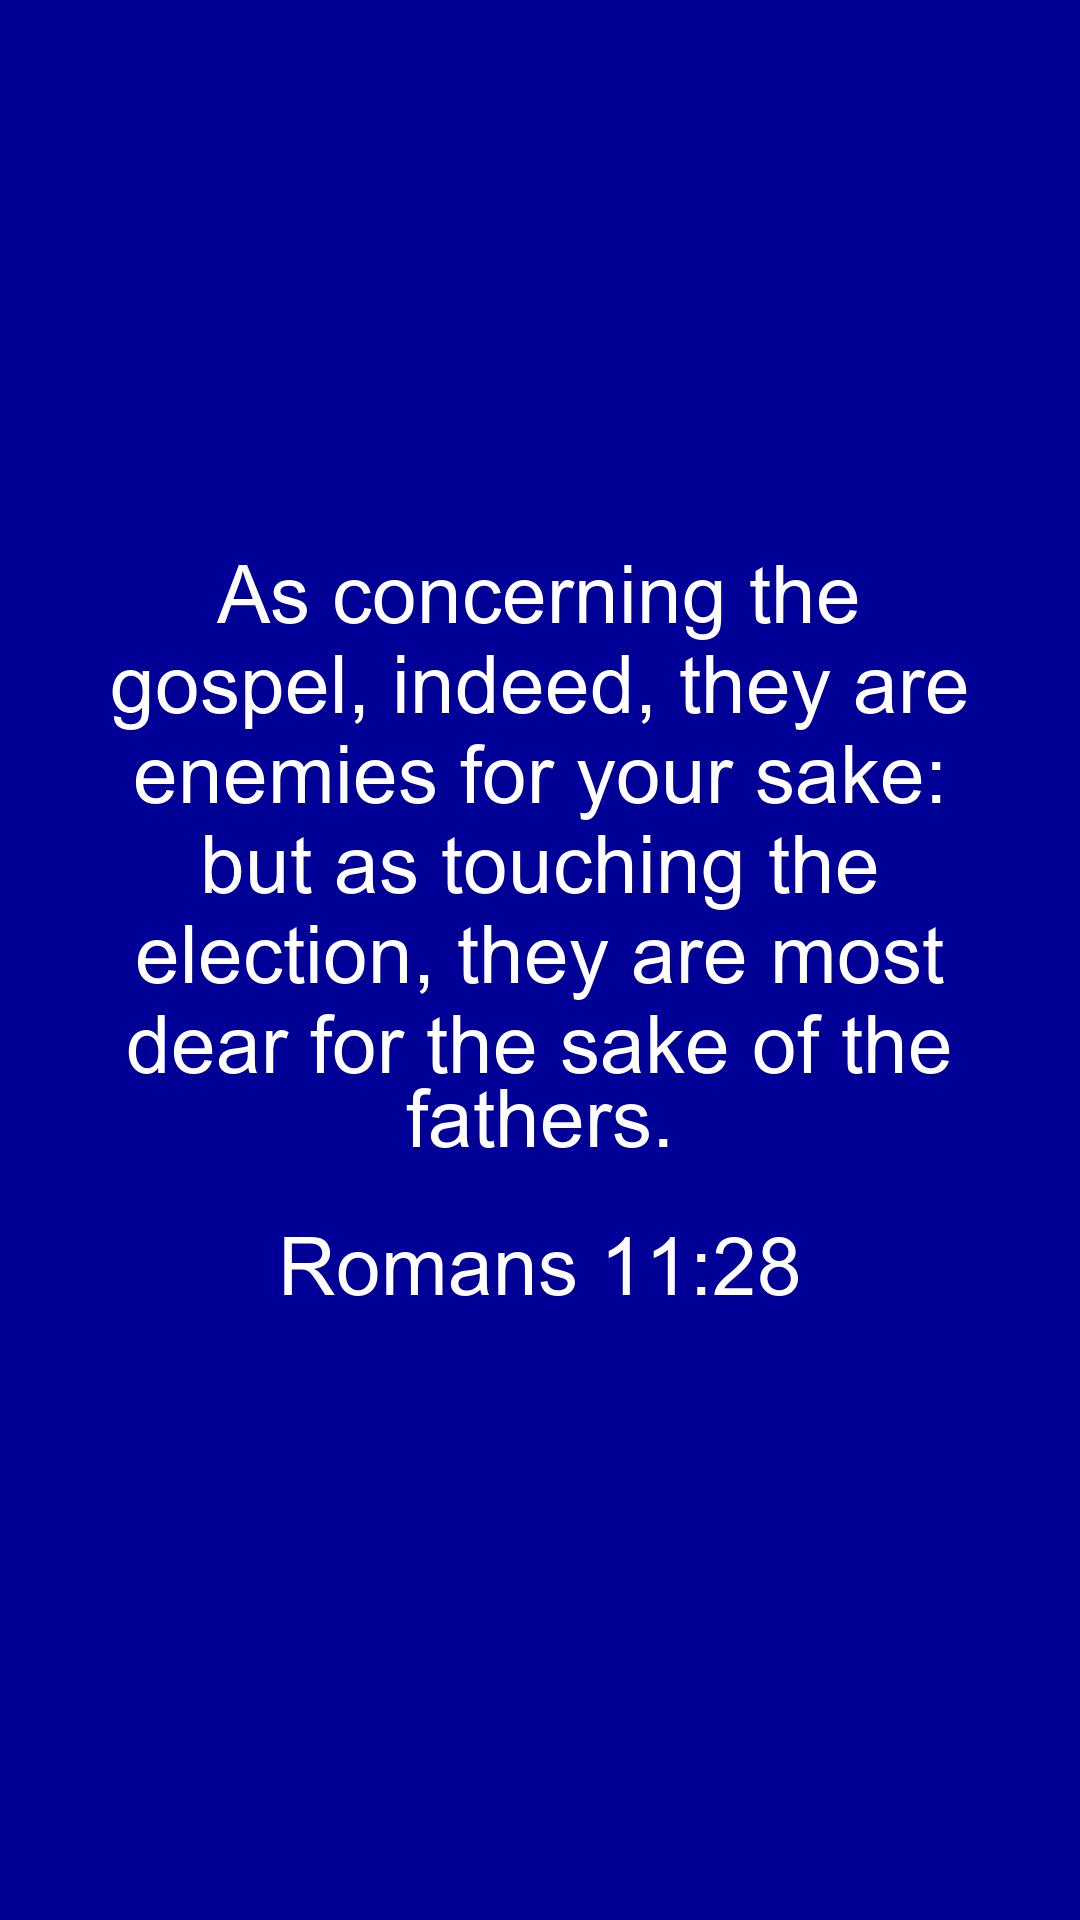 As concerning the
gospel, indeed, they are
enemies for your sake:
but as touching the
election, they are most
dear for the sake of the
fathers.
Romans 11:28